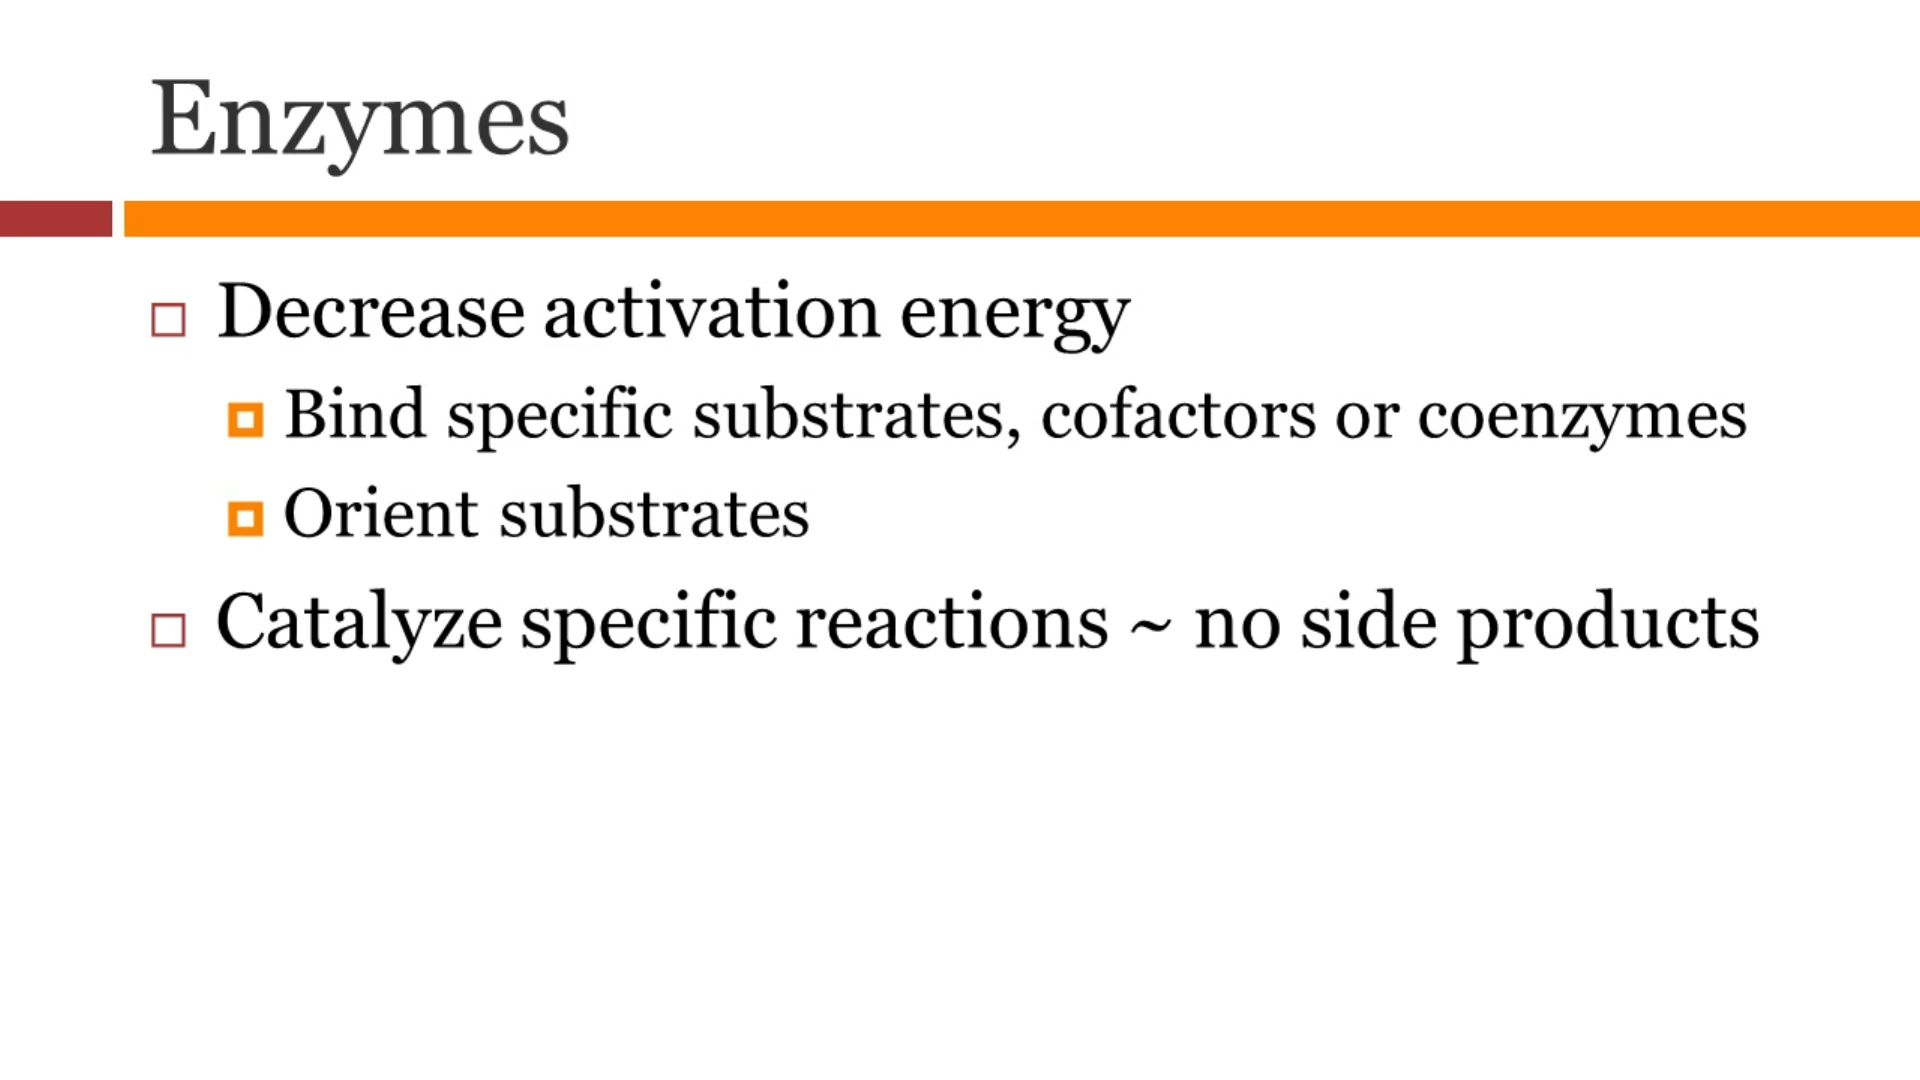 Enzymes
Decrease activation energy
Bind specific substrates, cofactors or coenzymes
Orient substrates
Catalyze specific reactions ~ no side products